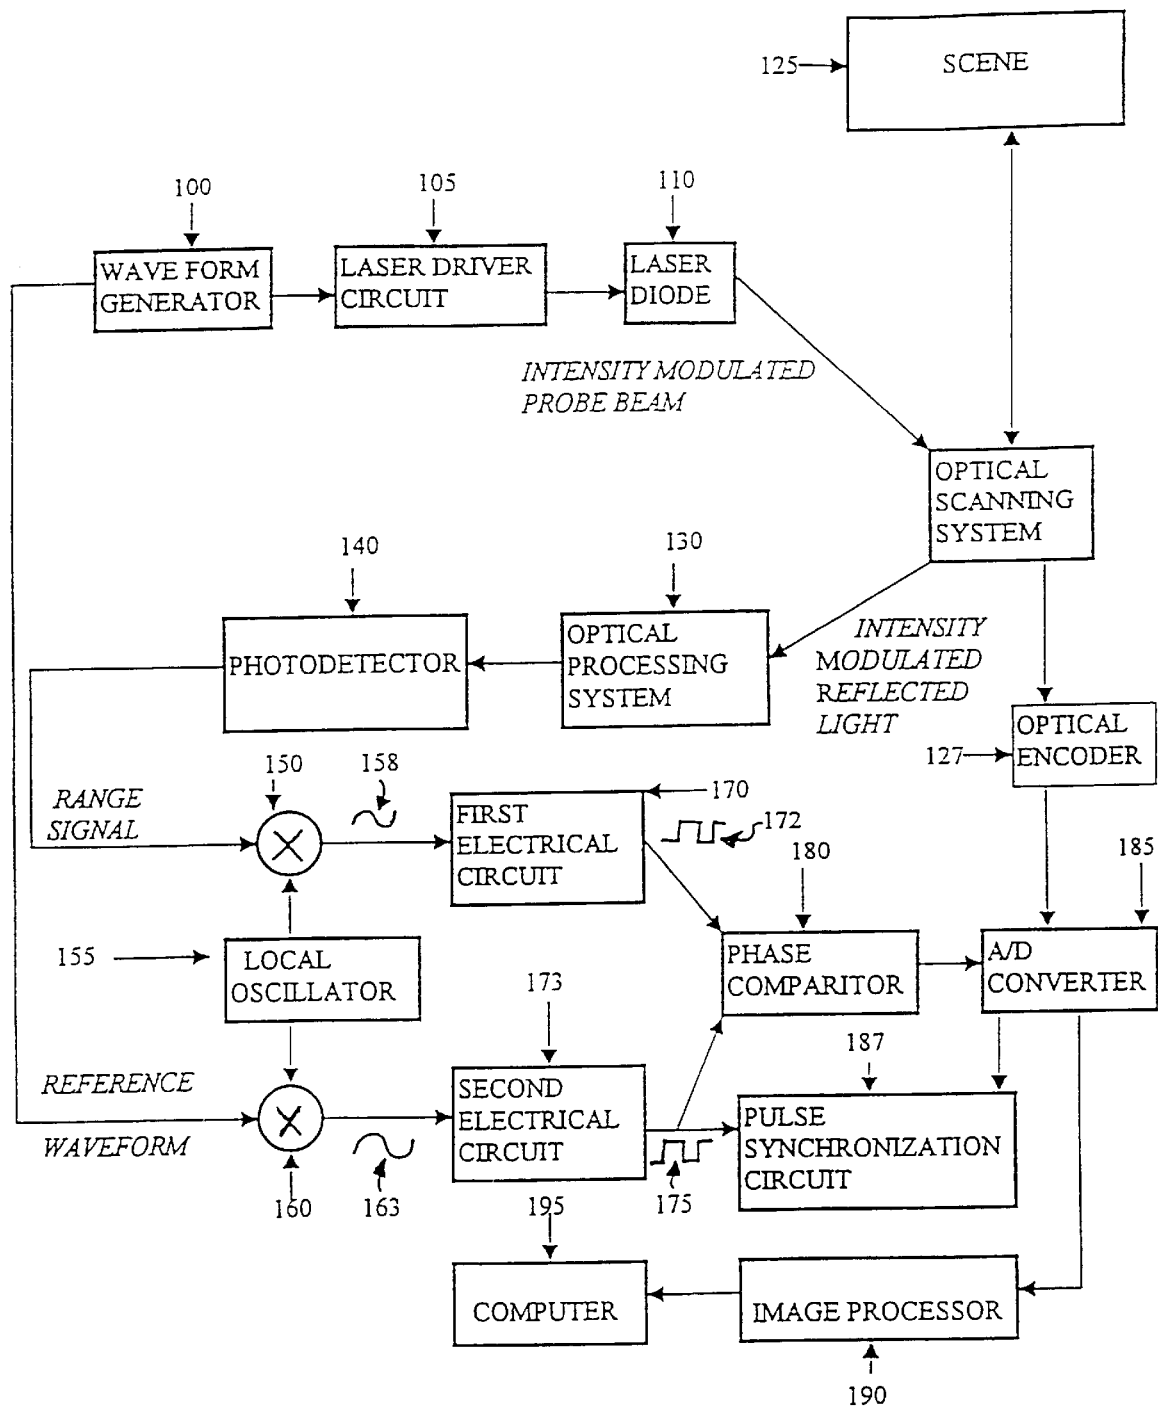 125
SCENE
100
105
110
WAVE FORM
GENERATOR
LASER DRIVER
CIRCUIT
LASER
DIODE
INTENSITY MODULATED
PROBE BEAM
OPTICAL
SCANNING
SYSTEM
140
130
PHOTODETECTOR
OPTICAL
PROCESSING
SYSTEM
INTENSITY
MODULATED
REFLECTED
LIGHT
OPTICAL
ENCODER
127
RANGE
SIGNAL
150
158
FIRST
ELECTRICAL
CIRCUIT
170
172
180
185
155
LOCAL
OSCILLATOR
PHASE
COMPARITOR
A/D
CONVERTER
173
187
REFERENCE
WAVEFORM
160
163
SECOND
ELECTRICAL
CIRCUIT
175
PULSE
SYNCHRONIZATION
CIRCUIT
195
COMPUTER
IMAGE PROCESSOR
190